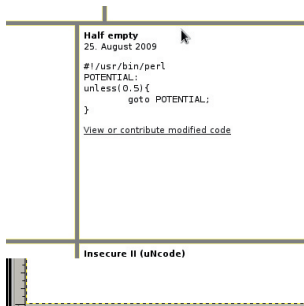 Half empty
25. August 2009
#!/usr/bin/perl
POTENTIAL:
unless(0.5){
        goto POTENTIAL;
}
View or contribute modified code
Insecure II (uNcode)